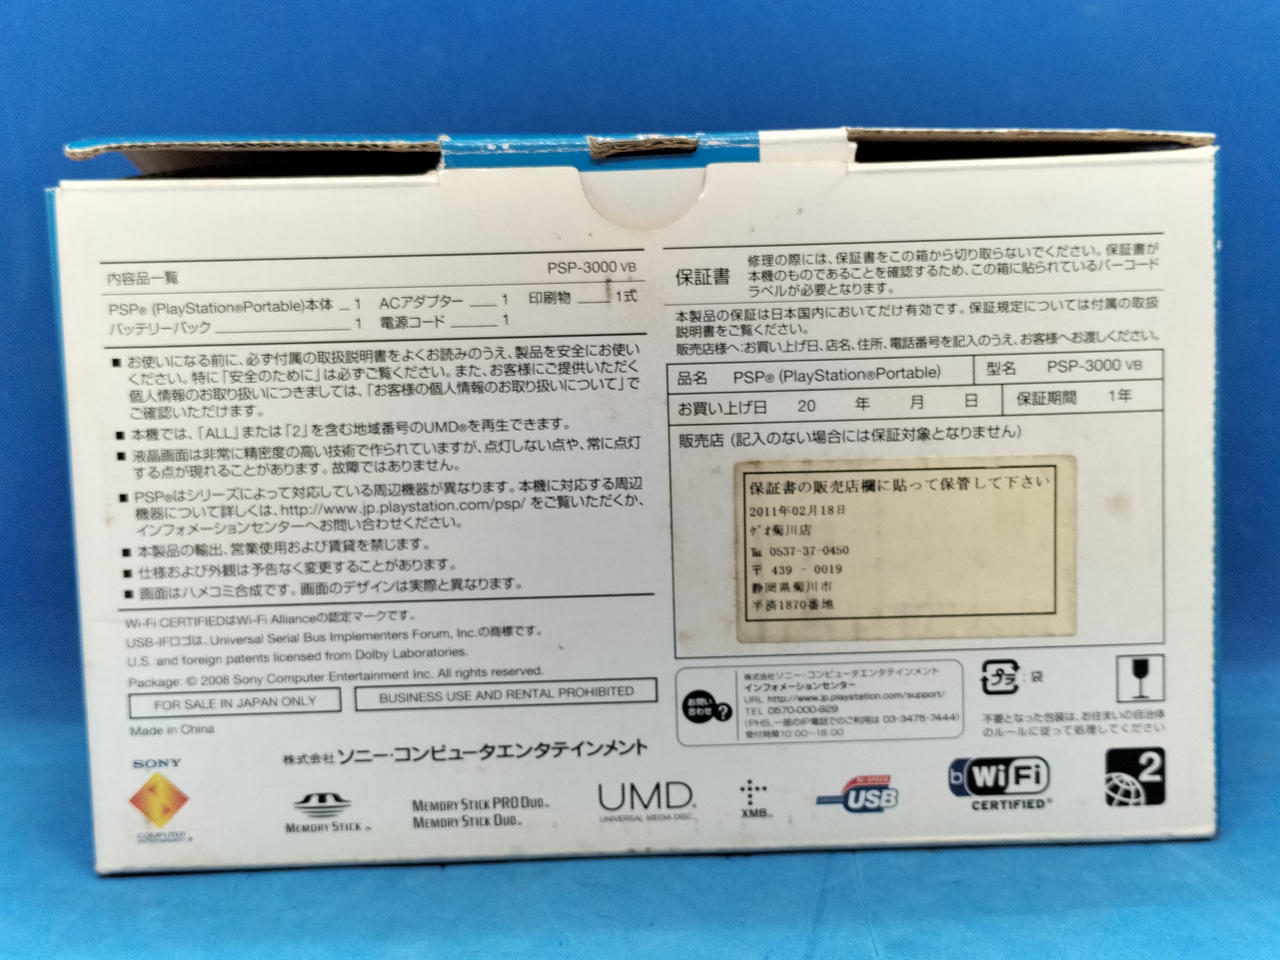 内容品一覧 PSP-3000 VB
PSP® (PlayStation®Portable)本体 1 ACアダプター 1 印刷物 1式
バッテリーパック 1 電源コード 1
■ お使いになる前に、必ず付属の取扱説明書をよくお読みのうえ、製品を安全にお使い
ください。特に「安全のために」は必ずご覧ください。また、お客様にご提供いただく
個人情報のお取り扱いにつきましては、「お客様の個人情報のお取り扱いについて」で
ご確認いただけます。
■ 本機では、「ALL」または「2」を含む地域番号のUMD®を再生できます。
■ 液晶画面は非常に精密度の高い技術で作られていますが、点灯しない点や、常に点灯
する点が現れることがあります。故障ではありません。
■ PSP®はシリーズによって対応している周辺機器が異なります。本機に対応する周辺
機器について詳しくは、http://www.jp.playstation.com/psp/ をご覧いただくか、
インフォメーションセンターへお問い合わせください。
■ 本製品の輸出、営業使用および賃貸を禁じます。
■ 仕様および外観は予告なく変更することがあります。
■ 画面はハメコミ合成です。画面のデザインは実際と異なります。
Wi-Fi CERTIFIEDはWi-Fi Allianceの認定マークです。
USB-IFロゴは、Universal Serial Bus Implementers Forum, Inc.の商標です。
U.S. and foreign patents licensed from Dolby Laboratories.
Package: © 2008 Sony Computer Entertainment Inc. All rights reserved.
FOR SALE IN JAPAN ONLY
BUSINESS USE AND RENTAL PROHIBITED
Made in China
株式会社 ソニー・コンピュータエンタテインメント
保証書
修理の際には、保証書をこの箱から切り取らないでください。保証書が
本機のものであることを確認するため、この箱に貼られているバーコード
ラベルが必要となります。
本製品の保証は日本国内においてだけ有効です。保証規定については付属の取扱
説明書をご覧ください。
販売店様へ:お買い上げ日、店名、住所、電話番号を記入のうえ、お客様へお渡しください。
品名 PSP® (PlayStation®Portable) 型名 PSP-3000 VB
お買い上げ日 20 年 月 日 保証期間 1年
販売店 (記入のない場合には保証対象となりません)
保証書の販売店欄に貼って保管して下さい
2011年02月18日
ゲオ菊川店
℡ 0537-37-0450
〒 439 - 0019
静岡県菊川市
半済1870番地
お問い合わせ?
株式会社ソニー・コンピュータエンタテインメント
インフォメーションセンター
URL http://www.jp.playstation.com/support/
TEL 0570-000-929
(PHS、一部のIP電話でのご利用は 03-3475-7444)
受付時間10:00~18:00
プラ :袋
不要となった包装は、お住まいの自治体
のルールに従って処理してください
SONY
COMPUTER
ENTERTAINMENT
MEMORY STICK™
MEMORY STICK PRO DUO™
MEMORY STICK DUO™
UMD®
UNIVERSAL MEDIA DISC™
XMB™
HI-SPEED
CERTIFIED USB
b Wi Fi
CERTIFIED®
2